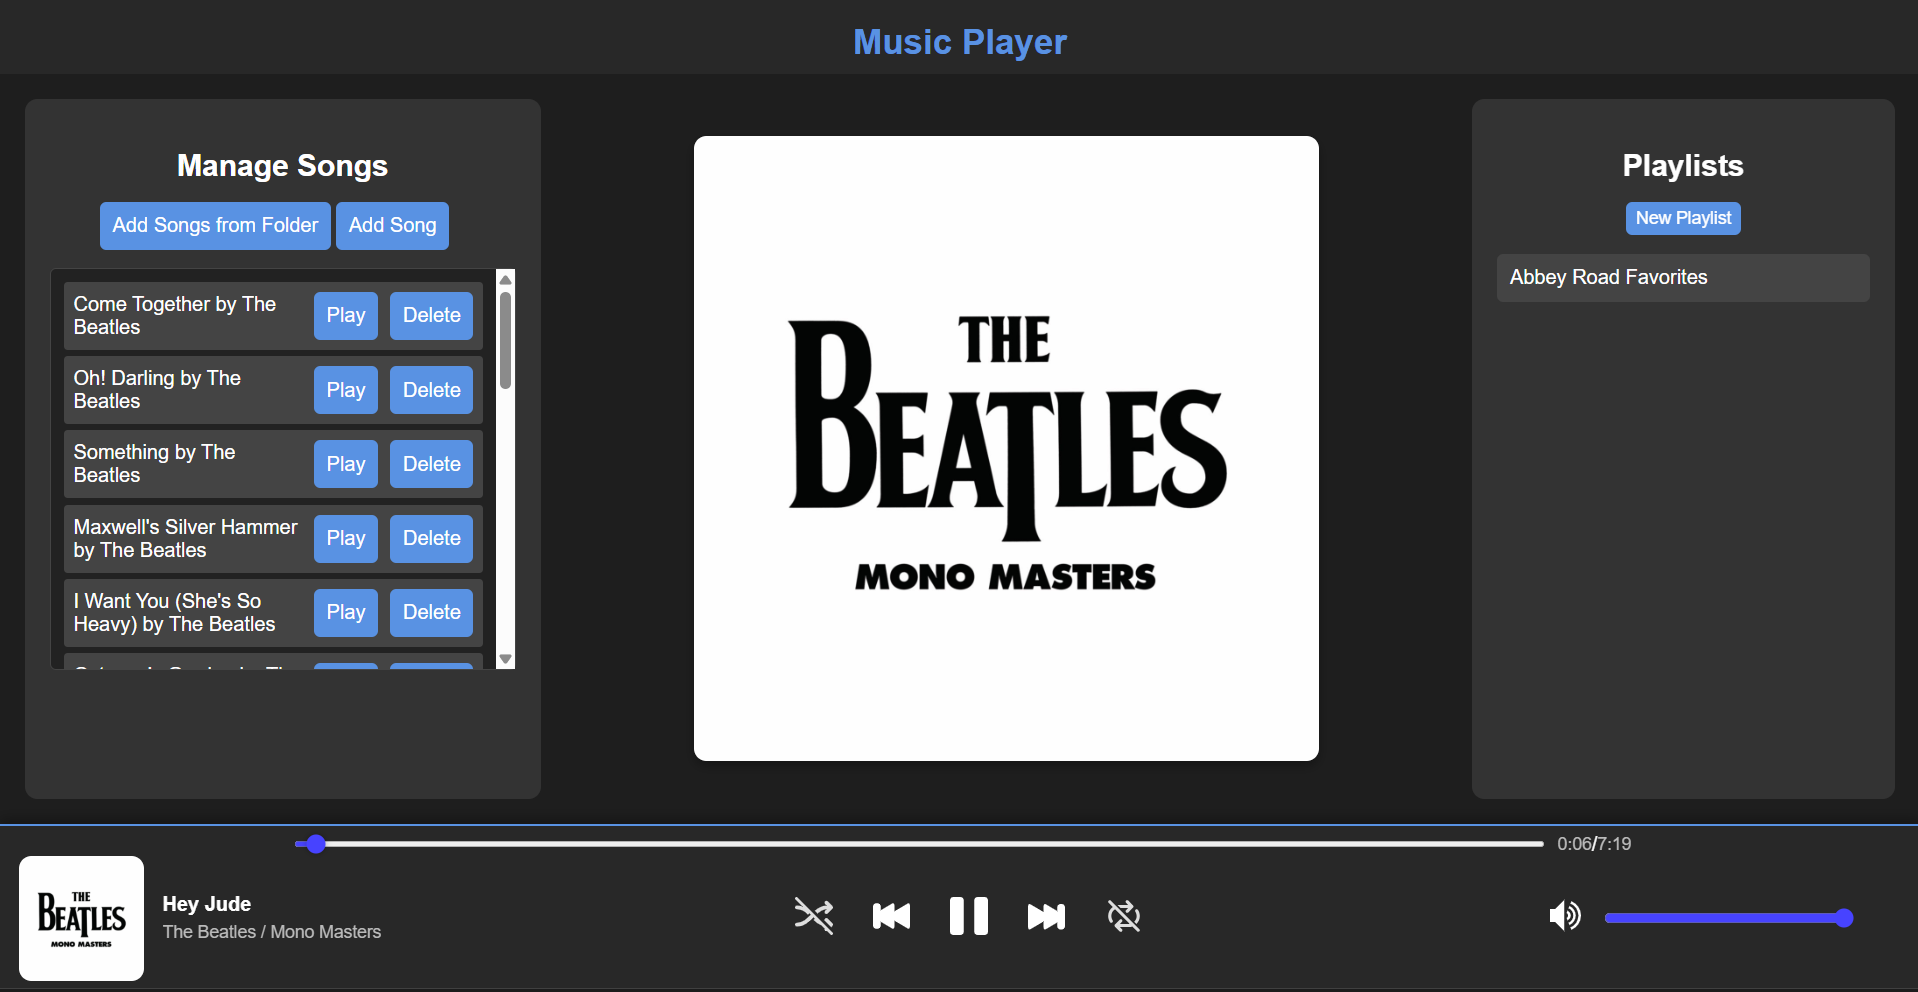 Music Player
Manage Songs
Add Songs from Folder
Add Song
Come Together by The
Beatles
Play
Delete
Oh! Darling by The
Beatles
Play
Delete
Something by The
Beatles
Play
Delete
Maxwell's Silver Hammer
by The Beatles
Play
Delete
I Want You (She's So
Heavy) by The Beatles
Play
Delete
THE
BEATLES
MONO MASTERS
Playlists
New Playlist
Abbey Road Favorites
0:06/7:19
THE
BEATLES
MONO MASTERS
Hey Jude
The Beatles / Mono Masters